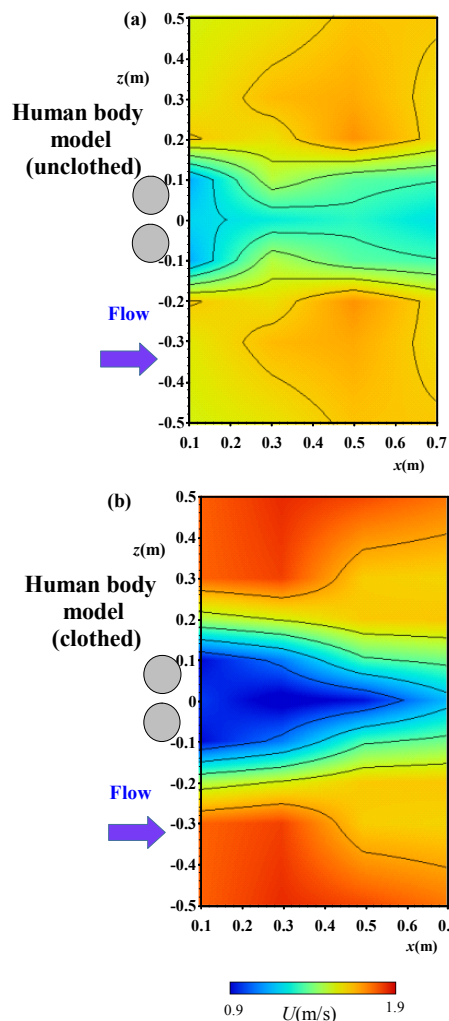 (a)
z(m)
Human body
model
(unclothed)
Flow
0.5
0.4
0.3
0.2
0.1
0
-0.1
-0.2
-0.3
-0.4
-0.5
0.1 0.2 0.3 0.4 0.5 0.6 0.7
x(m)
(b)
z(m)
Human body
model
(clothed)
Flow
0.5
0.4
0.3
0.2
0.1
0
-0.1
-0.2
-0.3
-0.4
-0.5
0.1 0.2 0.3 0.4 0.5 0.6 0.
x(m)
0.9 U(m/s) 1.9